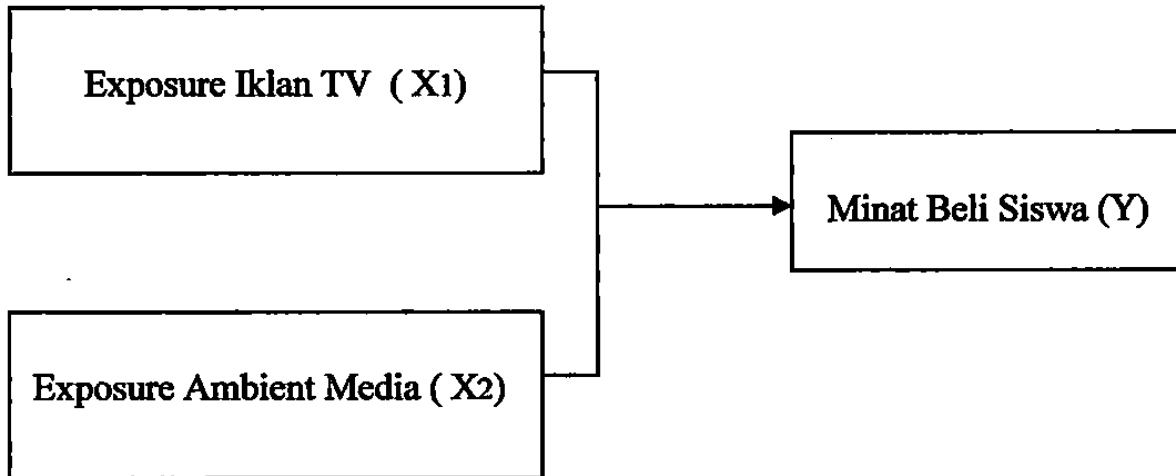 Exposure Iklan TV ( X1)
Minat Beli Siswa (Y)
Exposure Ambient Media ( X2)